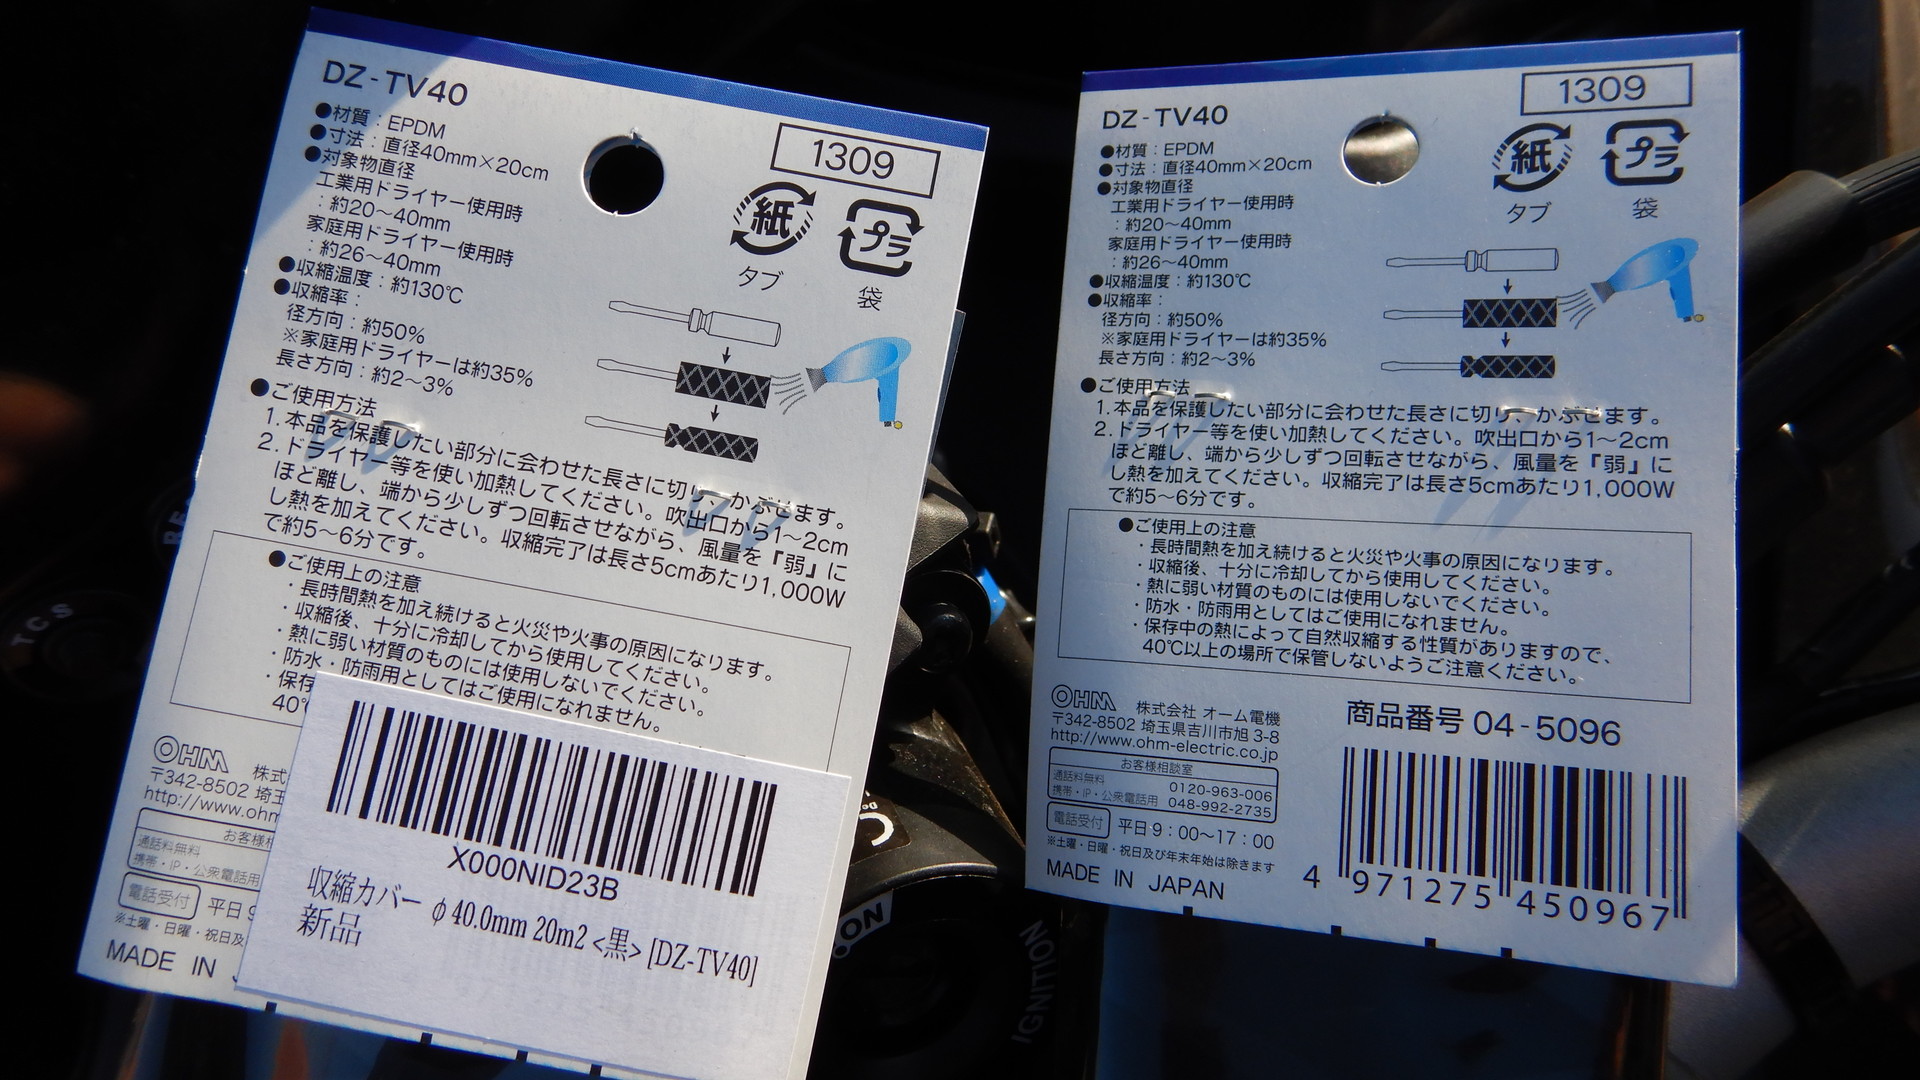 DZ-TV40
●材質：EPDM
●寸法：直径40mm×20cm
●対象物直径
工業用ドライヤー使用時
：約20～40mm
家庭用ドライヤー使用時
：約26～40mm
●収縮温度：約130℃
●収縮率：
径方向：約50%
※家庭用ドライヤーは約35%
長さ方向：約2～3%
1309
紙
タブ
プラ
袋
●ご使用方法
1.本品を保護したい部分に会わせた長さに切り、かぶせます。
2.ドライヤー等を使い加熱してください。吹出口から1～2cm
ほど離し、端から少しずつ回転させながら、風量を『弱』に
し熱を加えてください。収縮完了は長さ5cmあたり1,000W
で約5～6分です。
●ご使用上の注意
・長時間熱を加え続けると火災や火事の原因になります。
・収縮後、十分に冷却してから使用してください。
・熱に弱い材質のものには使用しないでください。
・防水・防雨用としてはご使用になれません。
・保存
40℃
OHM 株式
〒342-8502 埼玉
http://www.ohm
お客様相
通話料無料
携帯・IP・公衆電話用
電話受付 平日 9
※土曜・日曜・祝日及
MADE IN J
X000NID23B
収縮カバー φ40.0mm 20m2 <黒> [DZ-TV40]
新品
DZ-TV40
●材質：EPDM
●寸法：直径40mm×20cm
●対象物直径
工業用ドライヤー使用時
：約20～40mm
家庭用ドライヤー使用時
：約26～40mm
●収縮温度：約130℃
●収縮率：
径方向：約50%
※家庭用ドライヤーは約35%
長さ方向：約2～3%
1309
紙
タブ
プラ
袋
●ご使用方法
1.本品を保護したい部分に会わせた長さに切り、かぶせます。
2.ドライヤー等を使い加熱してください。吹出口から1～2cm
ほど離し、端から少しずつ回転させながら、風量を『弱』に
し熱を加えてください。収縮完了は長さ5cmあたり1,000W
で約5～6分です。
●ご使用上の注意
・長時間熱を加え続けると火災や火事の原因になります。
・収縮後、十分に冷却してから使用してください。
・熱に弱い材質のものには使用しないでください。
・防水・防雨用としてはご使用になれません。
・保存中の熱によって自然収縮する性質がありますので、
40℃以上の場所で保管しないようご注意ください。
OHM 株式会社 オーム電機
〒342-8502 埼玉県吉川市旭 3-8
http://www.ohm-electric.co.jp
お客様相談室
通話料無料 0120-963-006
携帯・IP・公衆電話用 048-992-2735
電話受付 平日 9：00～17：00
※土曜・日曜・祝日及び年末年始は除きます
MADE IN JAPAN
商品番号 04-5096
4 971275 450967
TCS
ON
IGNITION